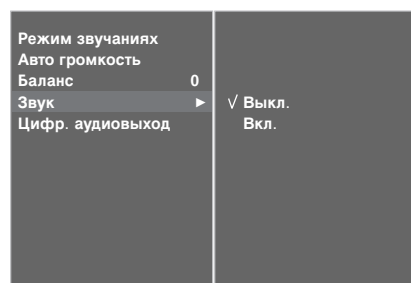 Режим звучаниях
Авто громкость
Баланс 0
Звук ► √ Выкл.
Цифр. аудиовыход Вкл.